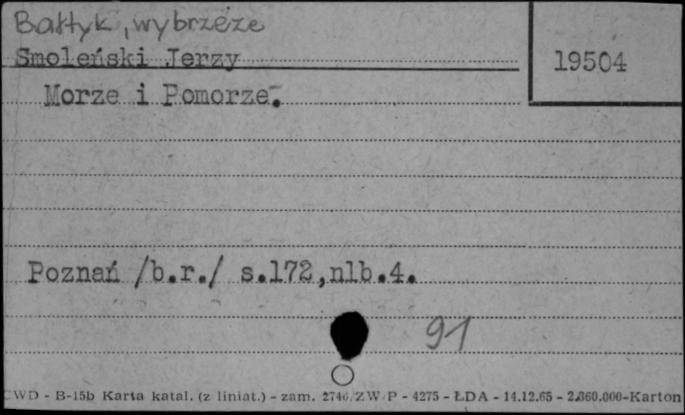 Bałtyk, wybrzeże
Smoleński Jerzy
19504
Morze i Pomorze.
Poznań /b.r./ s.172,nlb.4.
91
CWD - B-15b Karta katal. (z liniat.) - zam. 2746/ZW/P - 4275 - ŁDA - 14.12.65 - 2.860.000-Karton